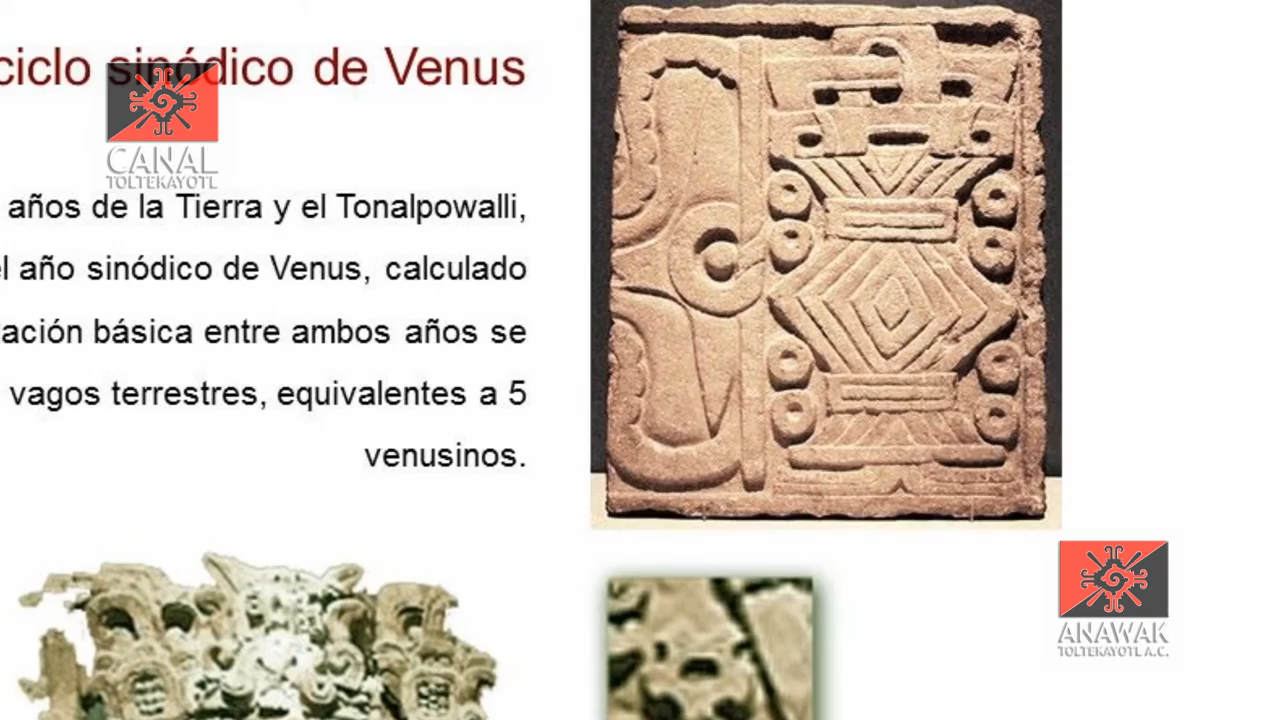 ciclo sinódico de Venus
CANAL
TOLTEKAYOTL
años de la Tierra y el Tonalpowalli,
el año sinódico de Venus, calculado
ación básica entre ambos años se
vagos terrestres, equivalentes a 5
venusinos.
ANAWAK
TOLTEKAYOTL A.C.